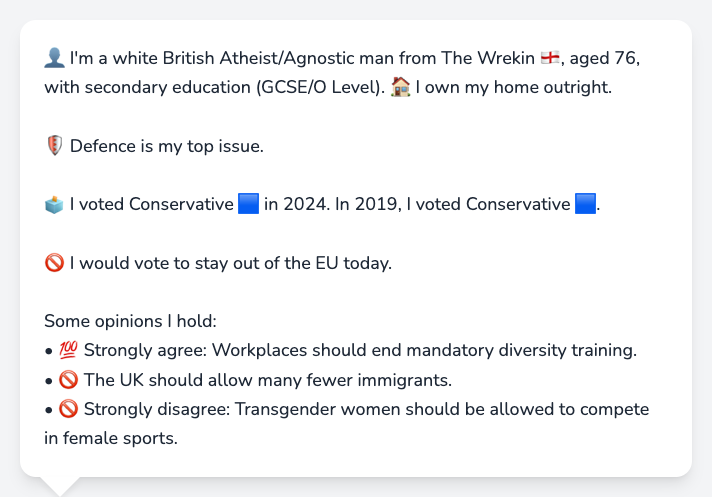 👤 I'm a white British Atheist/Agnostic man from The Wrekin 🏴󠁧󠁢󠁥󠁮󠁧󠁿, aged 76,
with secondary education (GCSE/O Level). 🏠 I own my home outright.
🛡️ Defence is my top issue.
🗳️ I voted Conservative 🟦 in 2024. In 2019, I voted Conservative 🟦.
🚫 I would vote to stay out of the EU today.
Some opinions I hold:
• 💯 Strongly agree: Workplaces should end mandatory diversity training.
• 🚫 The UK should allow many fewer immigrants.
• 🚫 Strongly disagree: Transgender women should be allowed to compete
in female sports.